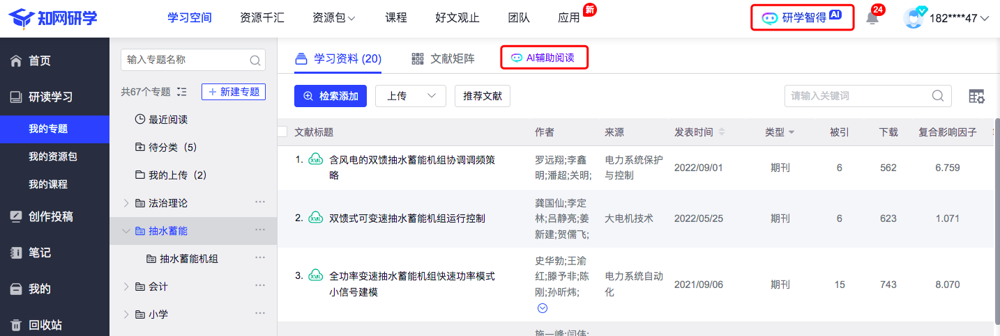 知网研学 学习空间 资源千汇 资源包 课程 好文观止 团队 应用 新 研学智得 AI 24 182****47
首页
研读学习
我的专题
我的资源包
我的课程
创作投稿
笔记
我的
回收站
输入专题名称
共67个专题 + 新建专题
最近阅读
待分类（5）
我的上传（2）
法治理论 ...
抽水蓄能 ...
抽水蓄能机组 ...
会计 ...
小学 ...
学习资料 (20) 文献矩阵 AI辅助阅读
检索添加 上传 推荐文献 请输入关键词
文献标题 作者 来源 发表时间 类型 被引 下载 复合影响因子
1. XML 含风电的双馈抽水蓄能机组协调调频策
略
罗远翔;李鑫
明;潘超;关明;
电力系统保护
与控制
2022/09/01 期刊 6 562 6.759
2. XML 双馈式可变速抽水蓄能机组运行控制
龚国仙;李定
林;吕静亮;姜
新建;贺儒飞;
大电机技术 2022/05/25 期刊 6 623 1.071
3. XML 全功率变速抽水蓄能机组快速功率模式
小信号建模
史华勃;王渝
红;滕予非;陈
刚;孙昕炜;
电力系统自动
化
2021/09/06 期刊 15 743 8.070
施一峰;闫伟;